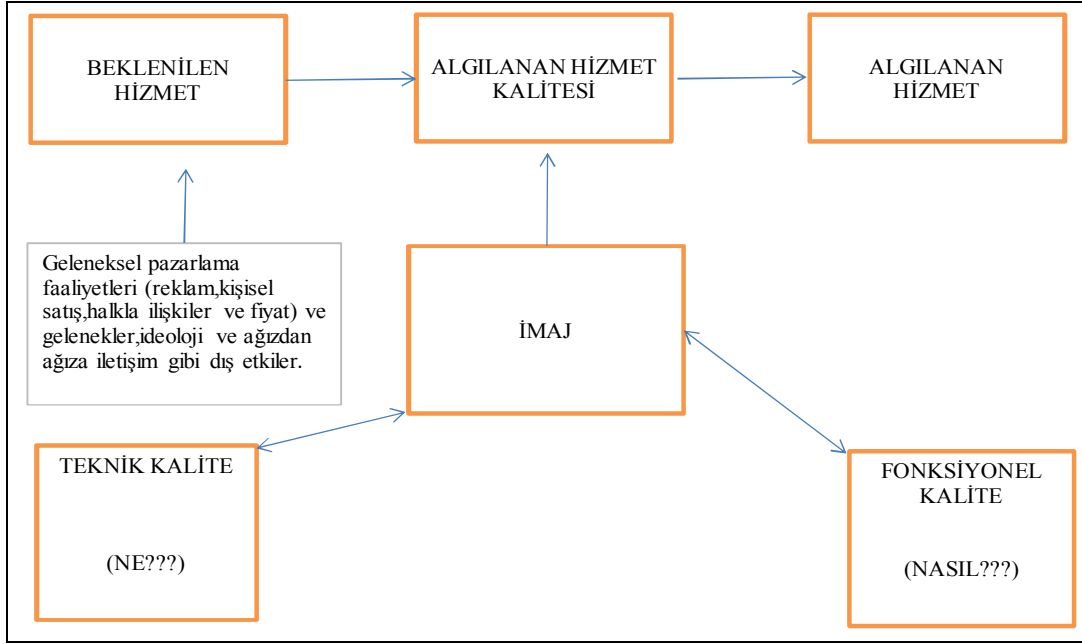 BEKLENİLEN
HİZMET
ALGILANAN HİZMET
KALİTESİ
ALGILANAN
HİZMET
Geleneksel pazarlama
faaliyetleri (reklam,kişisel
satış,halkla ilişkiler ve fiyat) ve
gelenekler,ideoloji ve ağızdan
ağıza iletişim gibi dış etkiler.
İMAJ
TEKNİK KALİTE
(NE???)
FONKSİYONEL
KALİTE
(NASIL???)